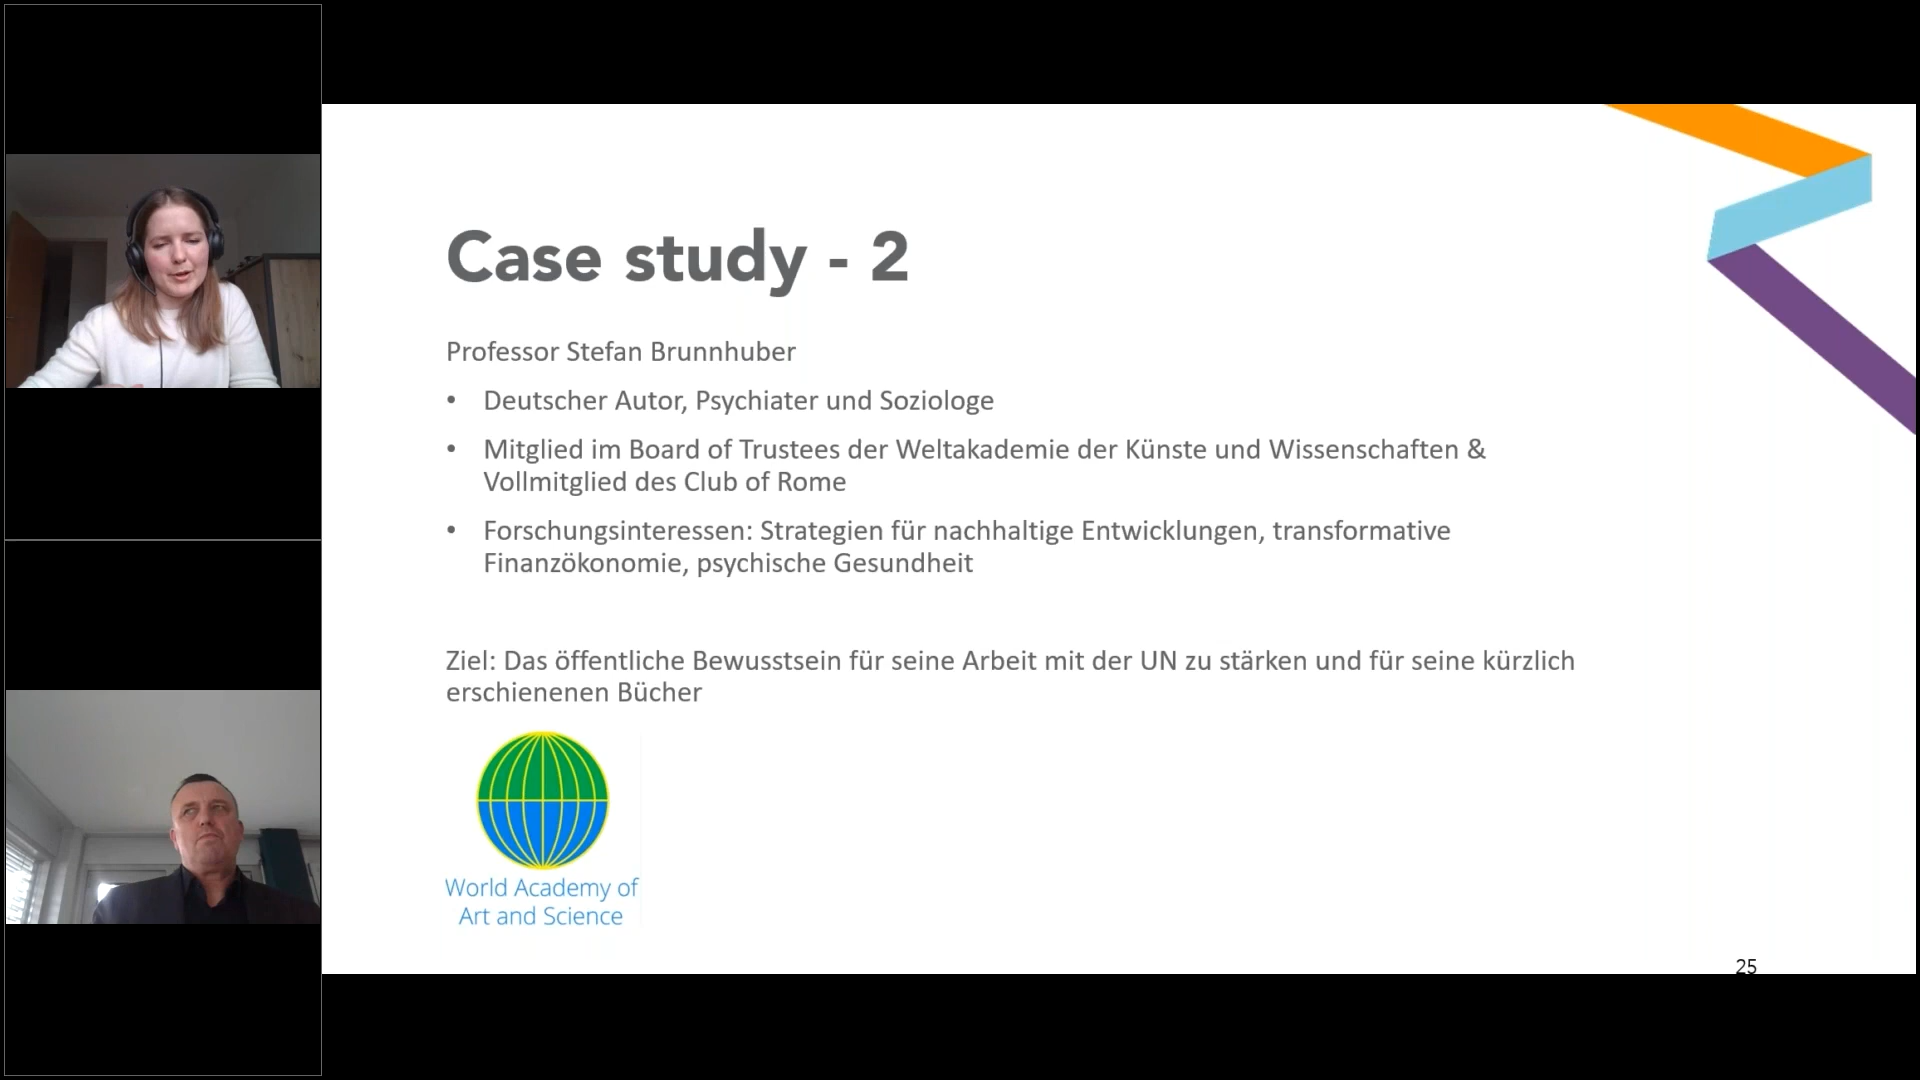 Case study - 2
Professor Stefan Brunnhuber
• Deutscher Autor, Psychiater und Soziologe
• Mitglied im Board of Trustees der Weltakademie der Künste und Wissenschaften &
Vollmitglied des Club of Rome
• Forschungsinteressen: Strategien für nachhaltige Entwicklungen, transformative
Finanzökonomie, psychische Gesundheit
Ziel: Das öffentliche Bewusstsein für seine Arbeit mit der UN zu stärken und für seine kürzlich
erschienenen Bücher
World Academy of
Art and Science
25